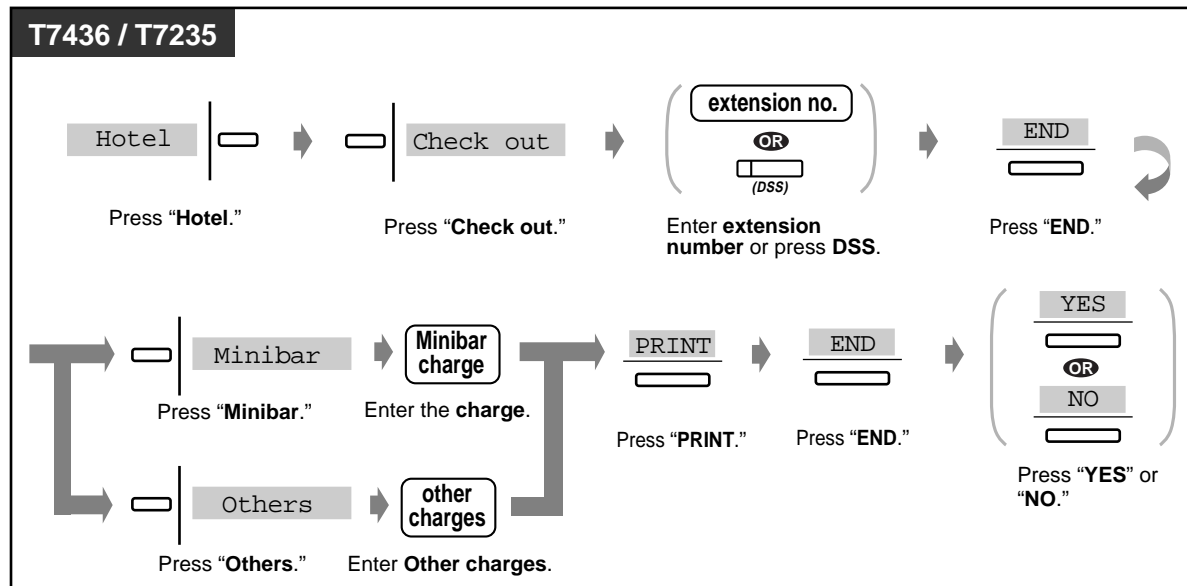 T7436 / T7235
Hotel
Press “Hotel.”
Check out
Press “Check out.”
extension no.
OR
(DSS)
Enter extension
number or press DSS.
END
Press “END.”
Minibar
Press “Minibar.”
Minibar
charge
Enter the charge.
Others
Press “Others.”
other
charges
Enter Other charges.
PRINT
Press “PRINT.”
END
Press “END.”
YES
OR
NO
Press “YES” or
“NO.”